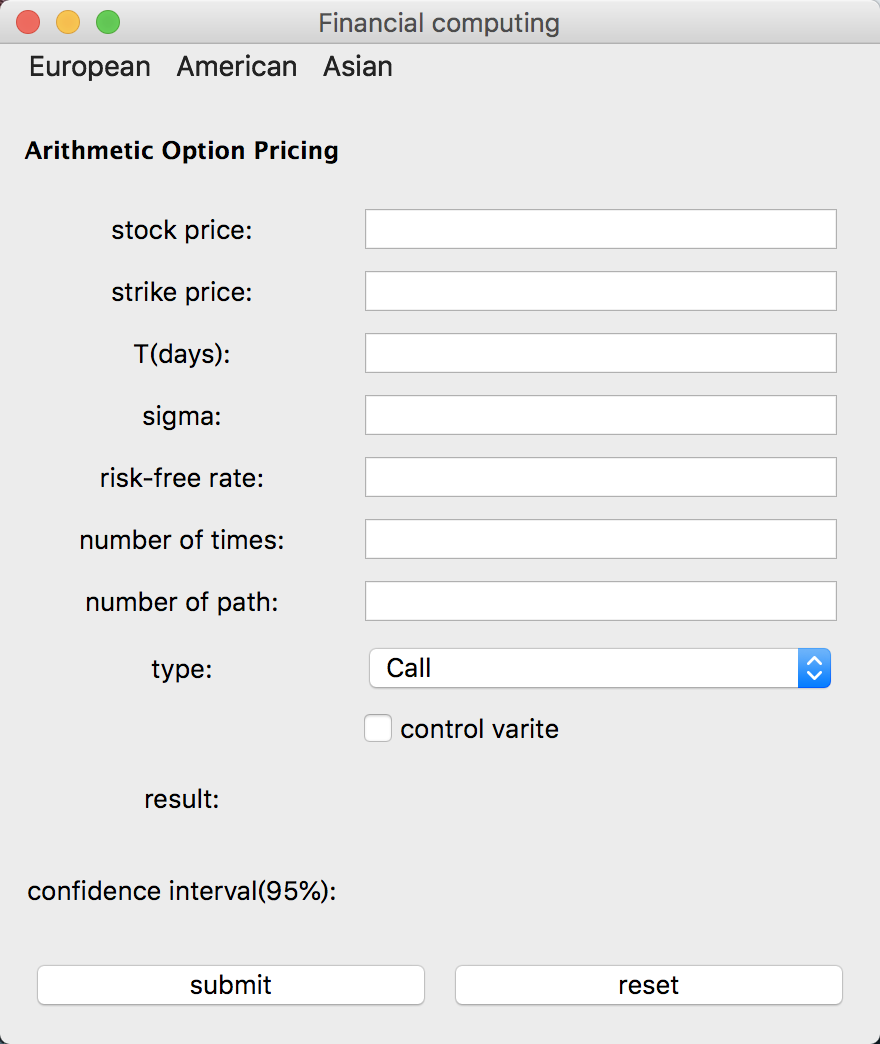 Financial computing
European American Asian
Arithmetic Option Pricing
stock price:
strike price:
T(days):
sigma:
risk-free rate:
number of times:
number of path:
type: Call
control varite
result:
confidence interval(95%):
submit reset